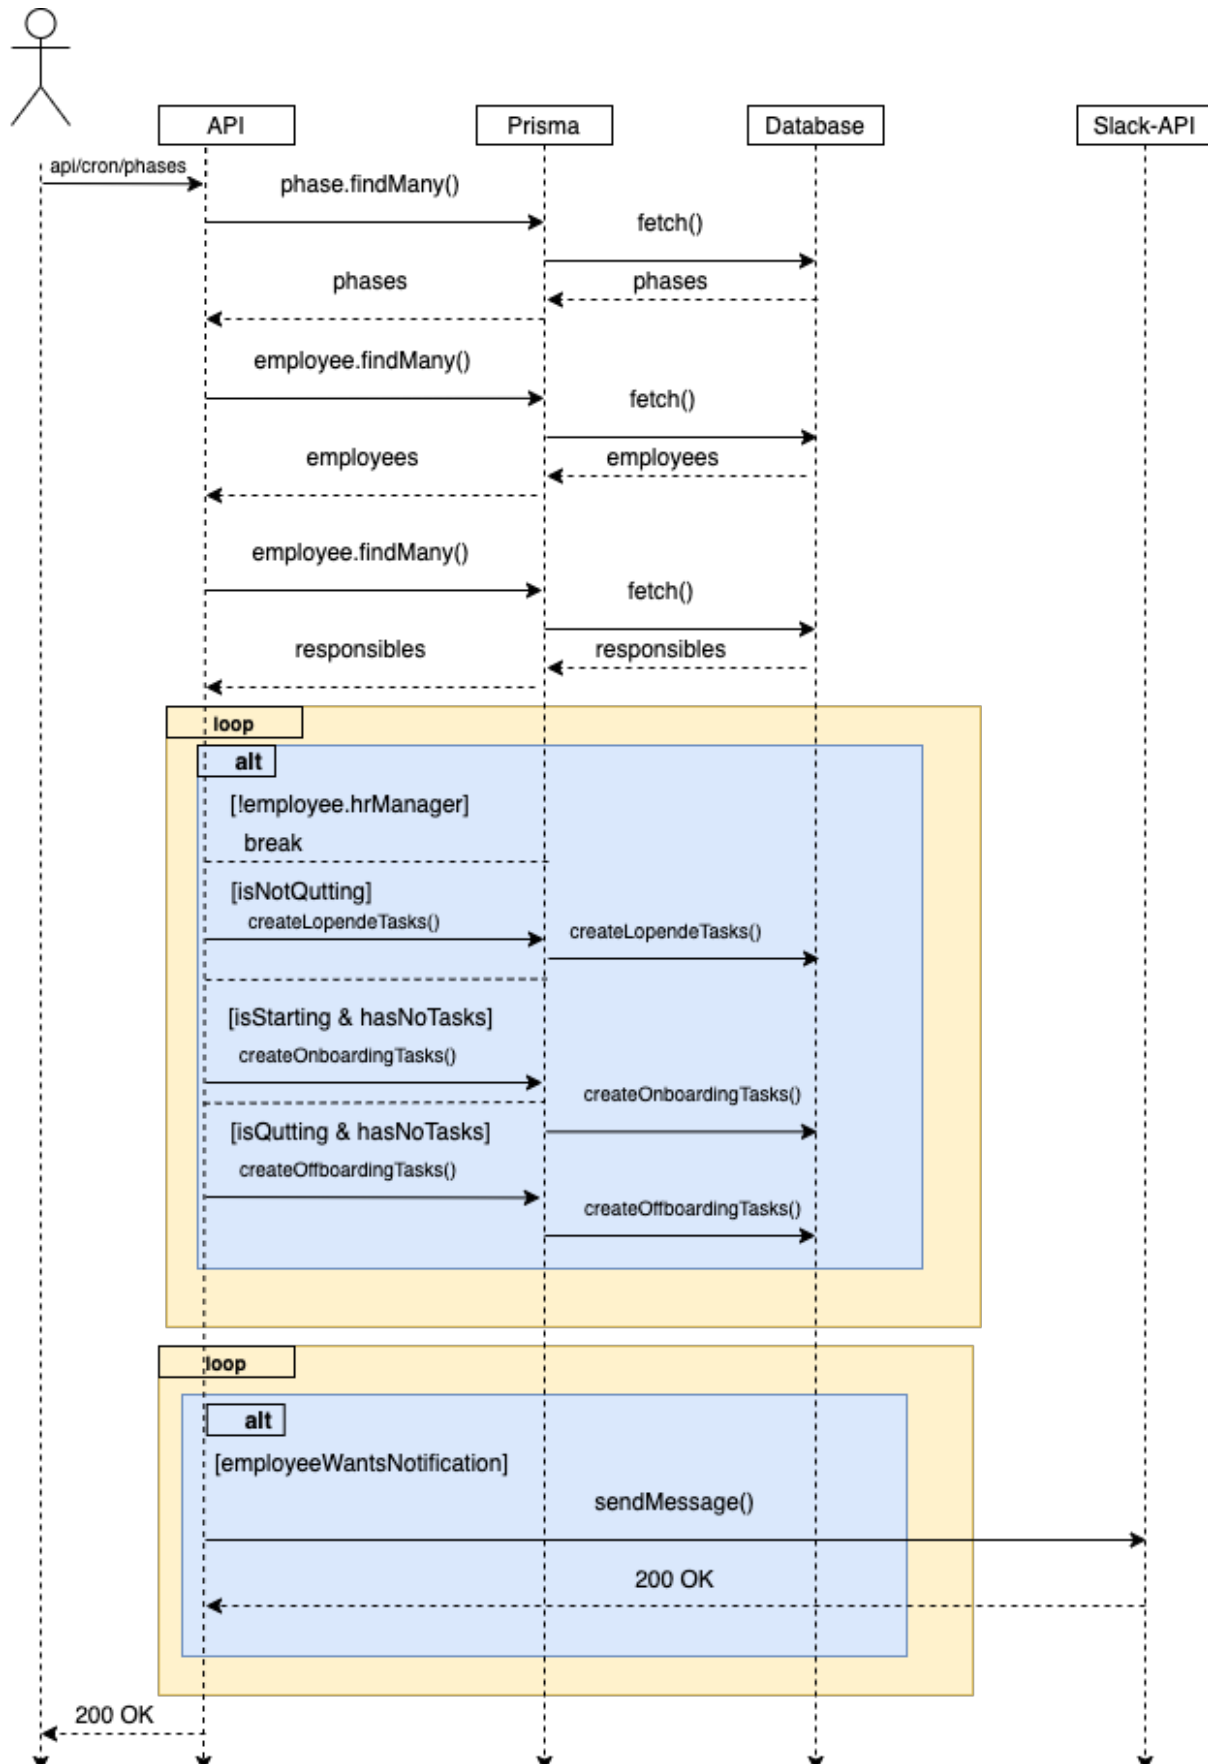 API
Prisma
Database
Slack-API
api/cron/phases
phase.findMany()
fetch()
phases
phases
employee.findMany()
fetch()
employees
employees
employee.findMany()
fetch()
responsibles
responsibles
loop
alt
[!employee.hrManager]
break
[isNotQutting]
createLopendeTasks()
createLopendeTasks()
[isStarting & hasNoTasks]
createOnboardingTasks()
createOnboardingTasks()
[isQutting & hasNoTasks]
createOffboardingTasks()
createOffboardingTasks()
loop
alt
[employeeWantsNotification]
sendMessage()
200 OK
200 OK